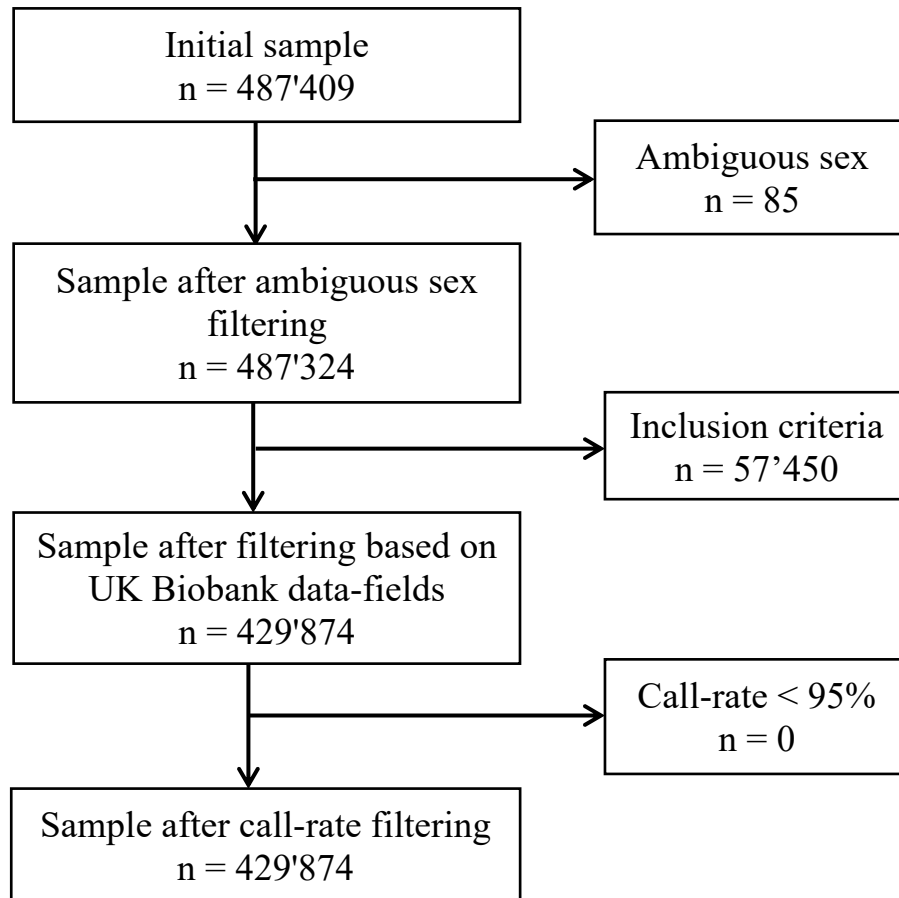 Initial sample
n = 487'409
Ambiguous sex
n = 85
Sample after ambiguous sex
filtering
n = 487'324
Inclusion criteria
n = 57’450
Sample after filtering based on
UK Biobank data-fields
n = 429'874
Call-rate < 95%
n = 0
Sample after call-rate filtering
n = 429'874